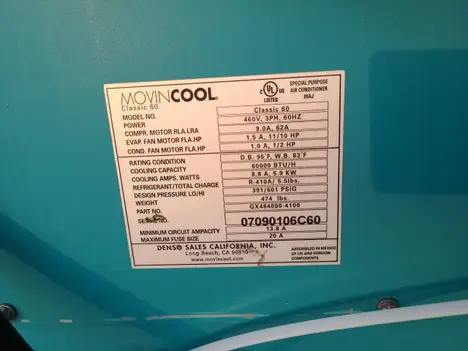 MOVINCOOL®
Classic 60
C UL US
LISTED
SPECIAL PURPOSE
AIR CONDITIONER
MODEL NO. Classic 60
POWER 460V, 3PH, 60HZ
COMPR. MOTOR RLA.LRA 9.0A, 62A
EVAP. FAN MOTOR FLA.HP 1.5 A, 11/10 HP
COND. FAN MOTOR FLA.HP 1.0 A, 1/2 HP
RATING CONDITION D.B. 95°F, W.B. 83°F
COOLING CAPACITY 60000 BTU/H
COOLING AMPS. WATTS 8.8 A, 5.9 KW
REFRIGERANT/TOTAL CHARGE R-410A/ 5.5lbs.
DESIGN PRESSURE LO/HI 391/601 PSIG
WEIGHT 474 lbs.
PART NO. GX484000-4100
SERIAL NO. 07090106C60
MINIMUM CIRCUIT AMPACITY 13.8 A
MAXIMUM FUSE SIZE 20 A
DENSO SALES CALIFORNIA, INC.
Long Beach, CA 90810
www.movincool.com
ASSEMBLED IN MEXICO
OF US AND FOREIGN
COMPONENTS